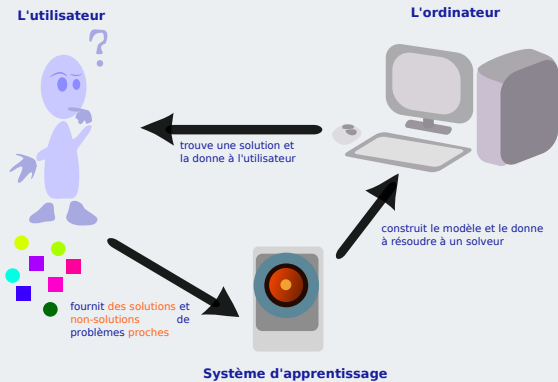 L'utilisateur
L'ordinateur
?
trouve une solution et
la donne à l'utilisateur
construit le modèle et le donne
à résoudre à un solveur
fournit des solutions et
non-solutions de
problèmes proches
Système d'apprentissage